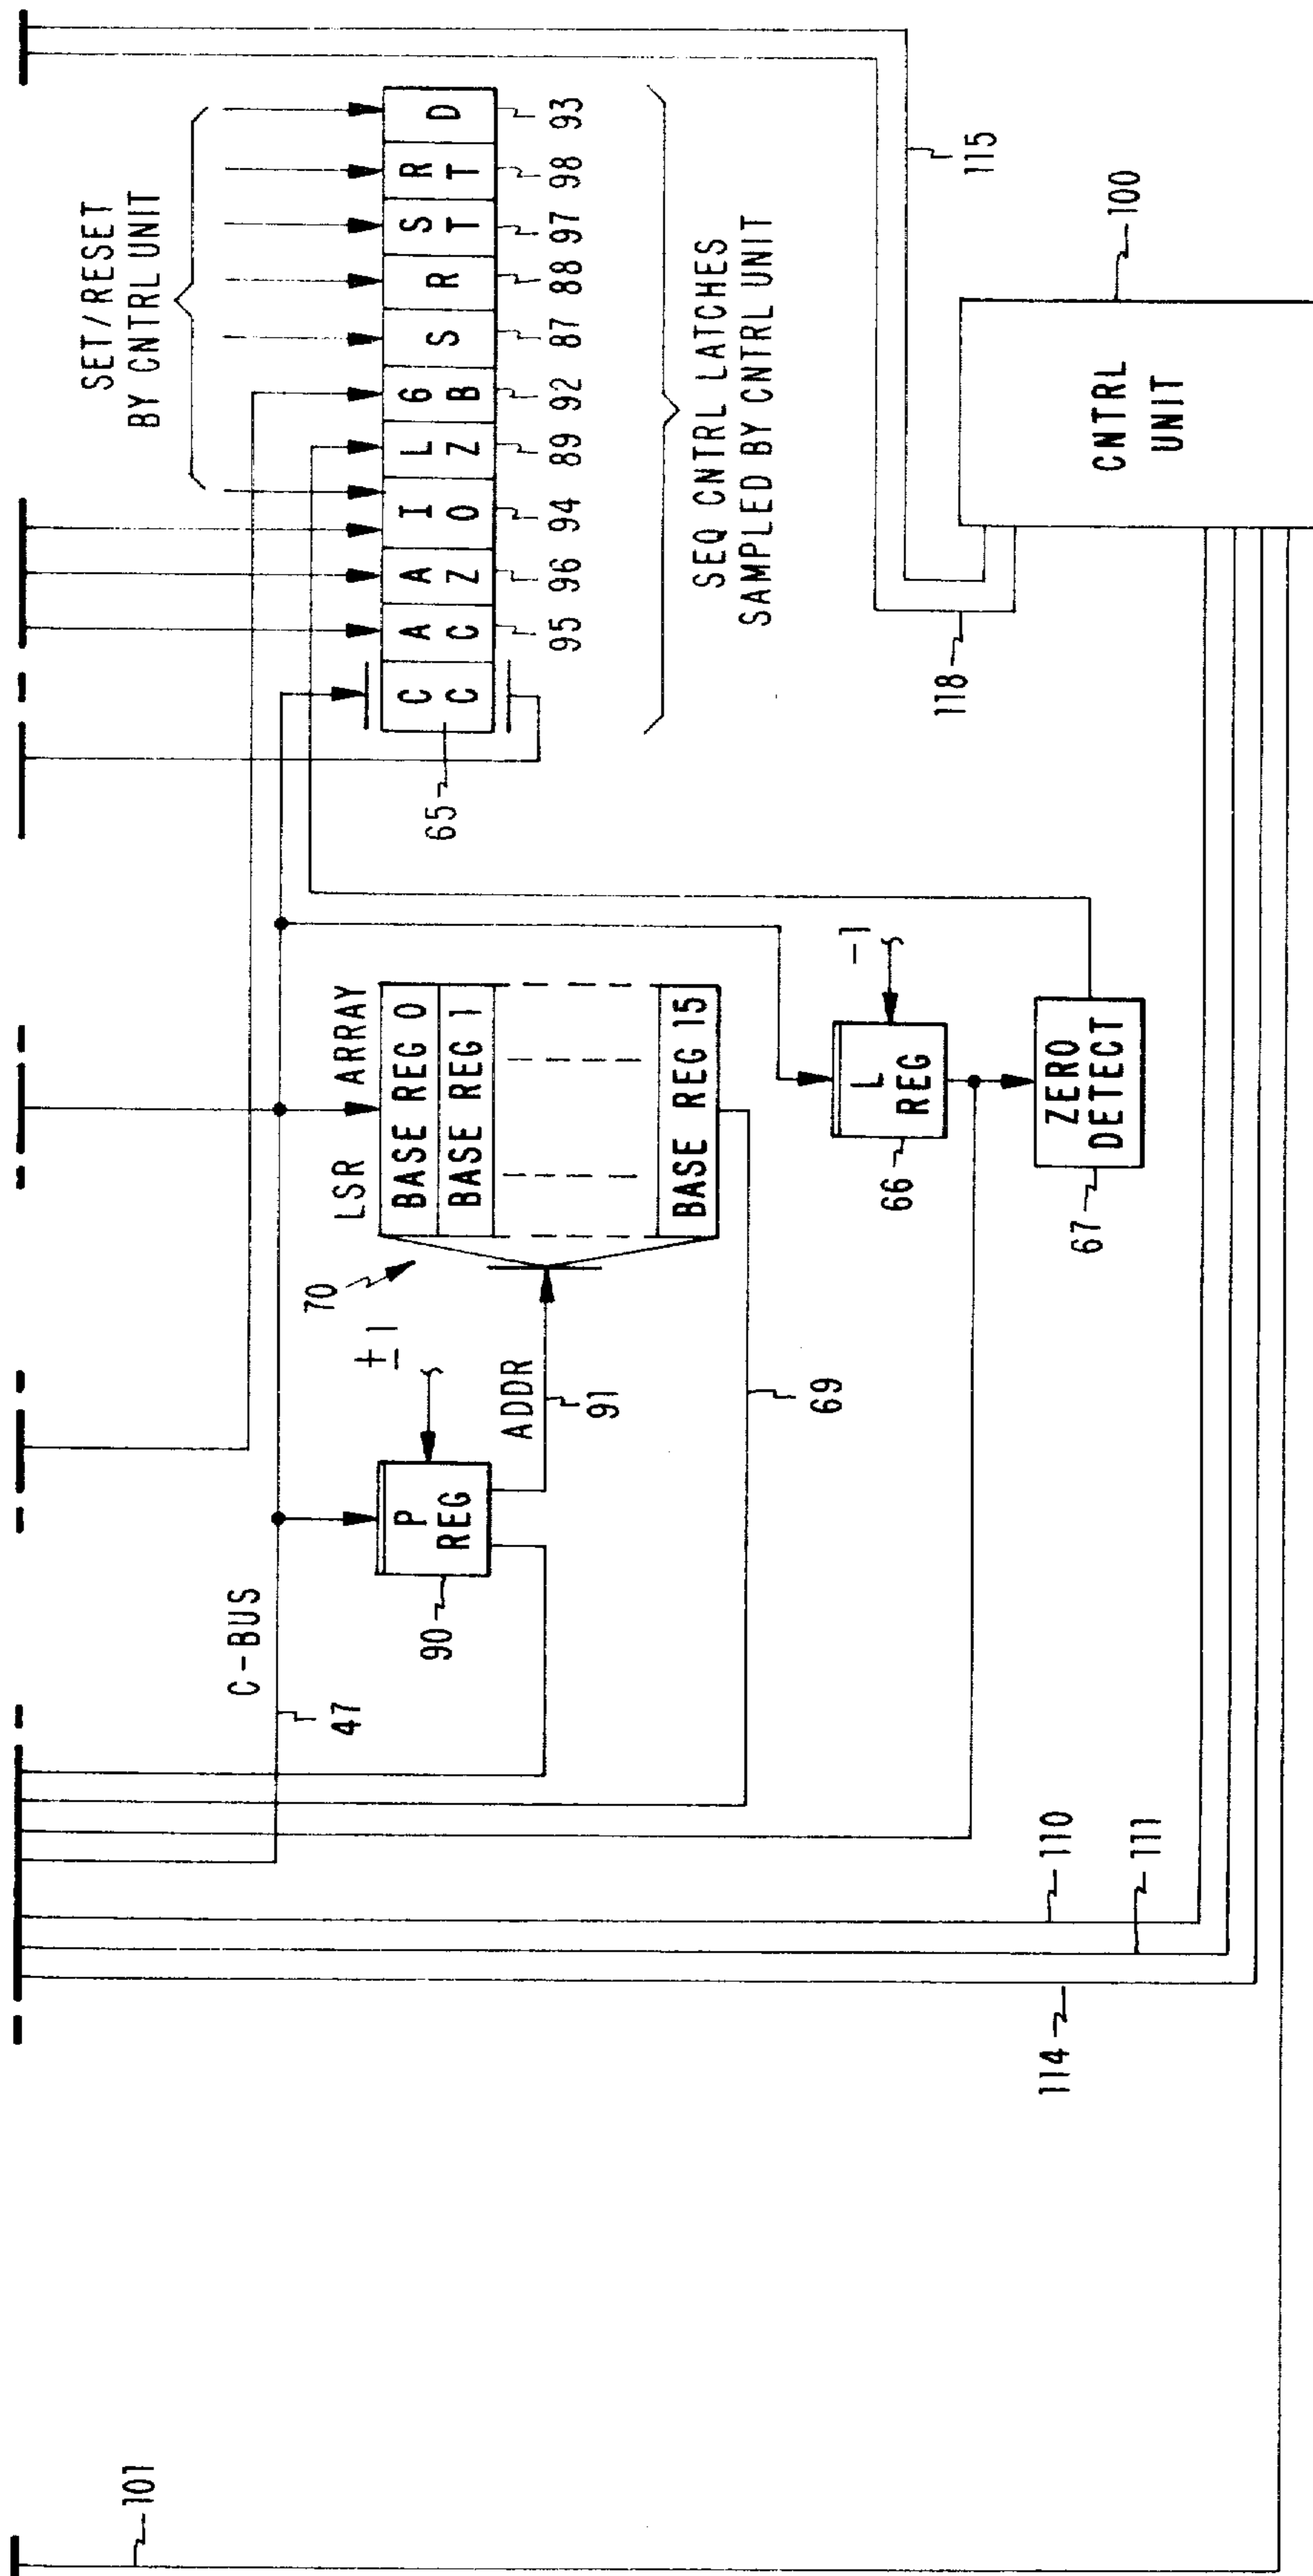 SET/RESET
BY CNTRL UNIT
C C
A C
A Z
I O
L Z
6 B
S
R
S T
R T
D
65
95
96
94
89
92
87
88
97
98
93
SEQ CNTRL LATCHES
SAMPLED BY CNTRL UNIT
C-BUS
47
P
REG
90
±1
ADDR
91
70
LSR ARRAY
BASE REG 0
BASE REG 1
BASE REG 15
69
L
REG
66
-1
ZERO
DETECT
67
CNTRL
UNIT
100
115
118
110
111
114
101